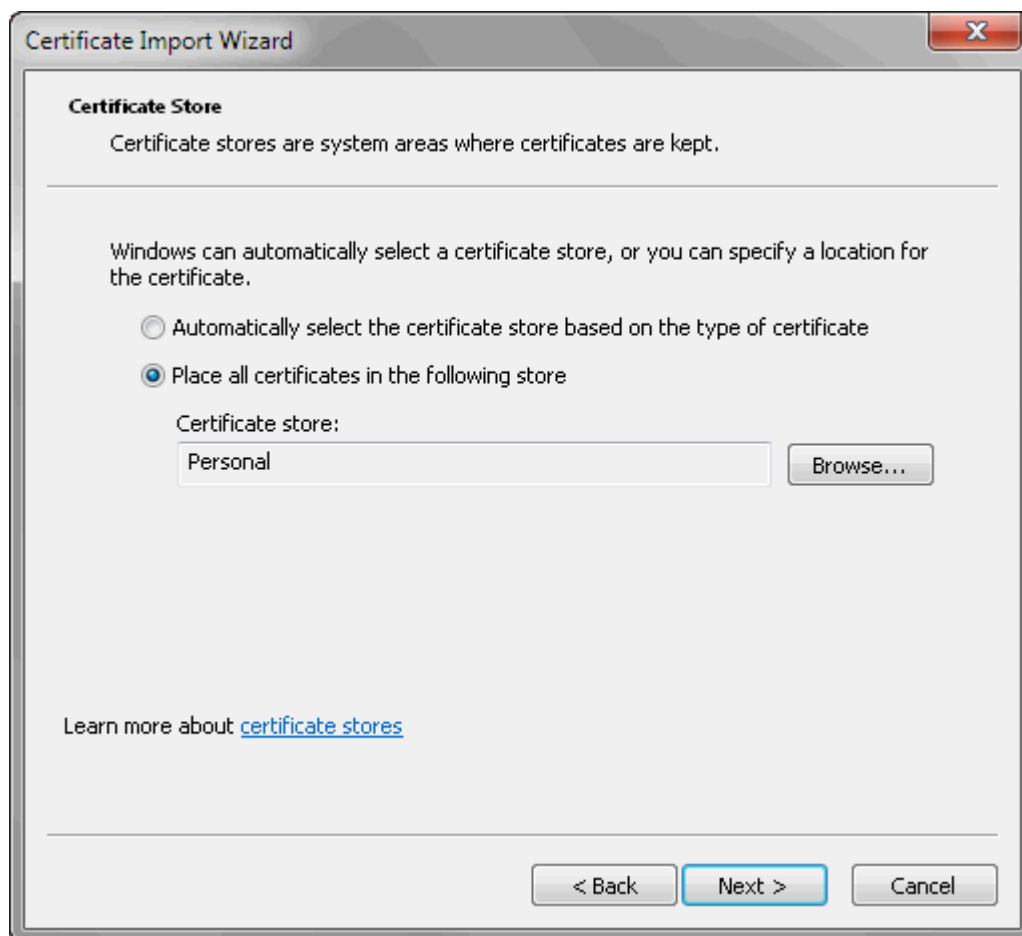 Certificate Import Wizard
Certificate Store
Certificate stores are system areas where certificates are kept.
Windows can automatically select a certificate store, or you can specify a location for
the certificate.
Automatically select the certificate store based on the type of certificate
Place all certificates in the following store
Certificate store:
Personal
Browse...
Learn more about certificate stores
< Back
Next >
Cancel